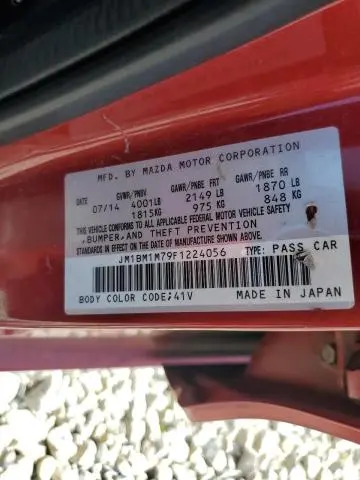 MFD. BY MAZDA MOTOR CORPORATION
DATE GVWR/PNBV GAWR/PNBE FRT GAWR/PNBE RR
07/14 4001LB 2149 LB 1870 LB
1815KG 975 KG 848 KG
THIS VEHICLE CONFORMS TO ALL APPLICABLE FEDERAL MOTOR VEHICLE SAFETY
,BUMPER,AND THEFT PREVENTION
STANDARDS IN EFFECT ON THE DATE OF MANUFACTURE SHOWN ABOVE.
JM1BM1M79F1224056 TYPE: PASS CAR
BODY COLOR CODE;41V MADE IN JAPAN